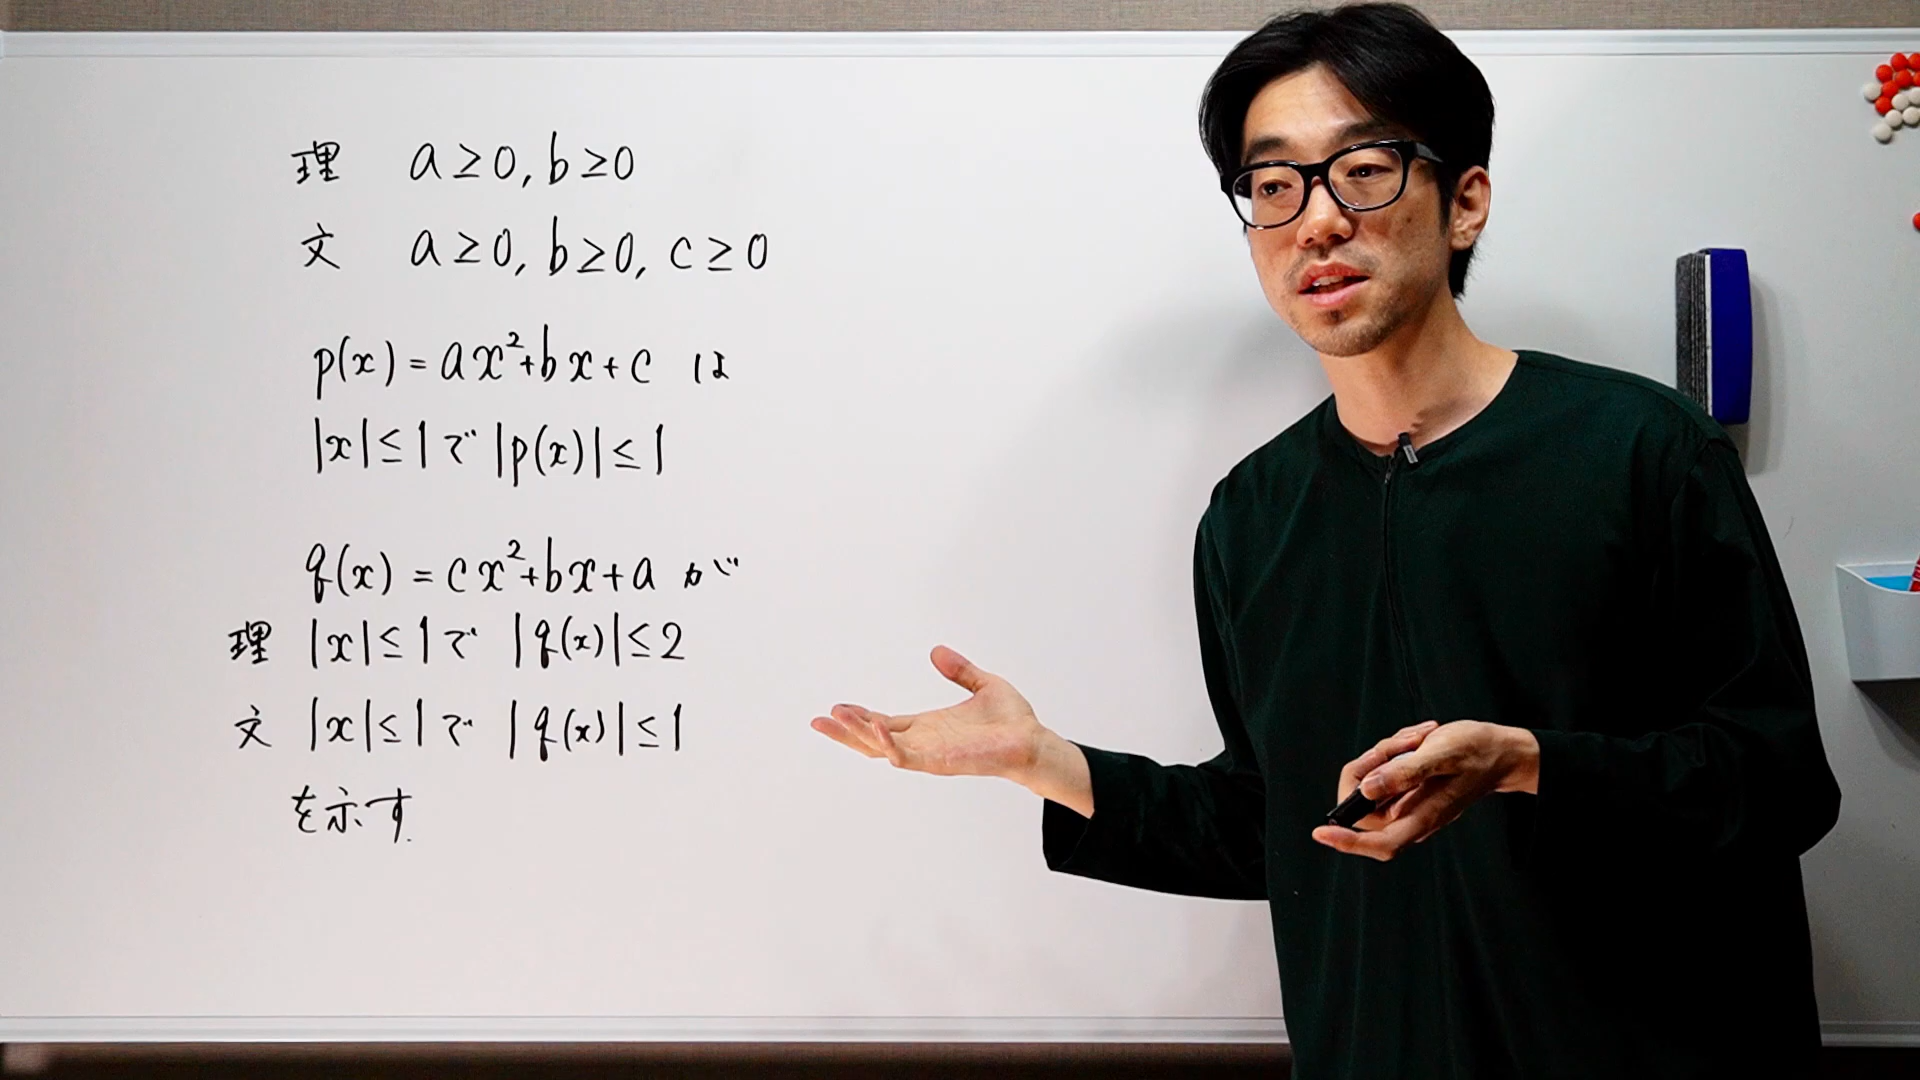 理 a≥0, b≥0
文 a≥0, b≥0, c≥0
p(x)=ax²+bx+c は
|x|≤1で|p(x)|≤1
q(x)=cx²+bx+a が
理 |x|≤1で |q(x)|≤2
文 |x|≤1で |q(x)|≤1
を示す.